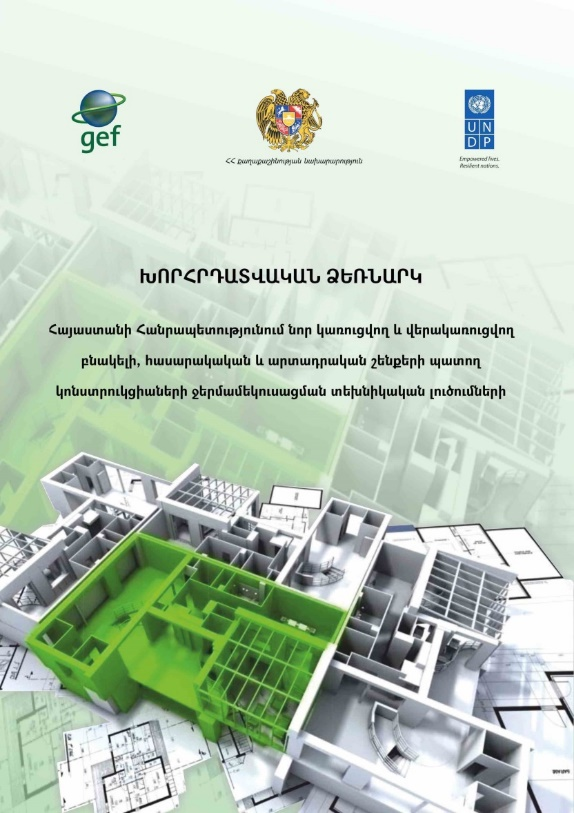 gef
ՀՀ քաղաքաշինության նախարարություն
U N
D P
Empowered lives.
Resilient nations.
ԽՈՐՀՐԴԱՏՎԱԿԱՆ ՁԵՌՆԱՐԿ
Հայաստանի Հանրապետությունում նոր կառուցվող և վերակառուցվող
բնակելի, հասարակական և արտադրական շենքերի պատող
կոնստրուկցիաների ջերմամեկուսացման տեխնիկական լուծումների